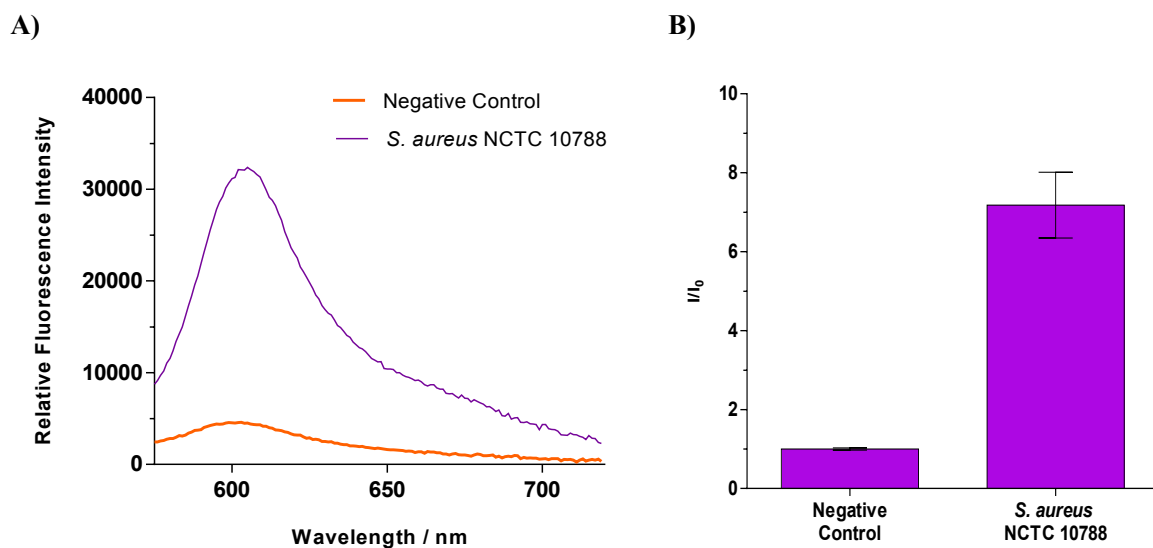 A)
B)
Relative Fluorescence Intensity
40000
30000
20000
10000
0
Negative Control
S. aureus NCTC 10788
600
650
700
Wavelength / nm
I/I₀
10
8
6
4
2
0
Negative
Control
S. aureus
NCTC 10788